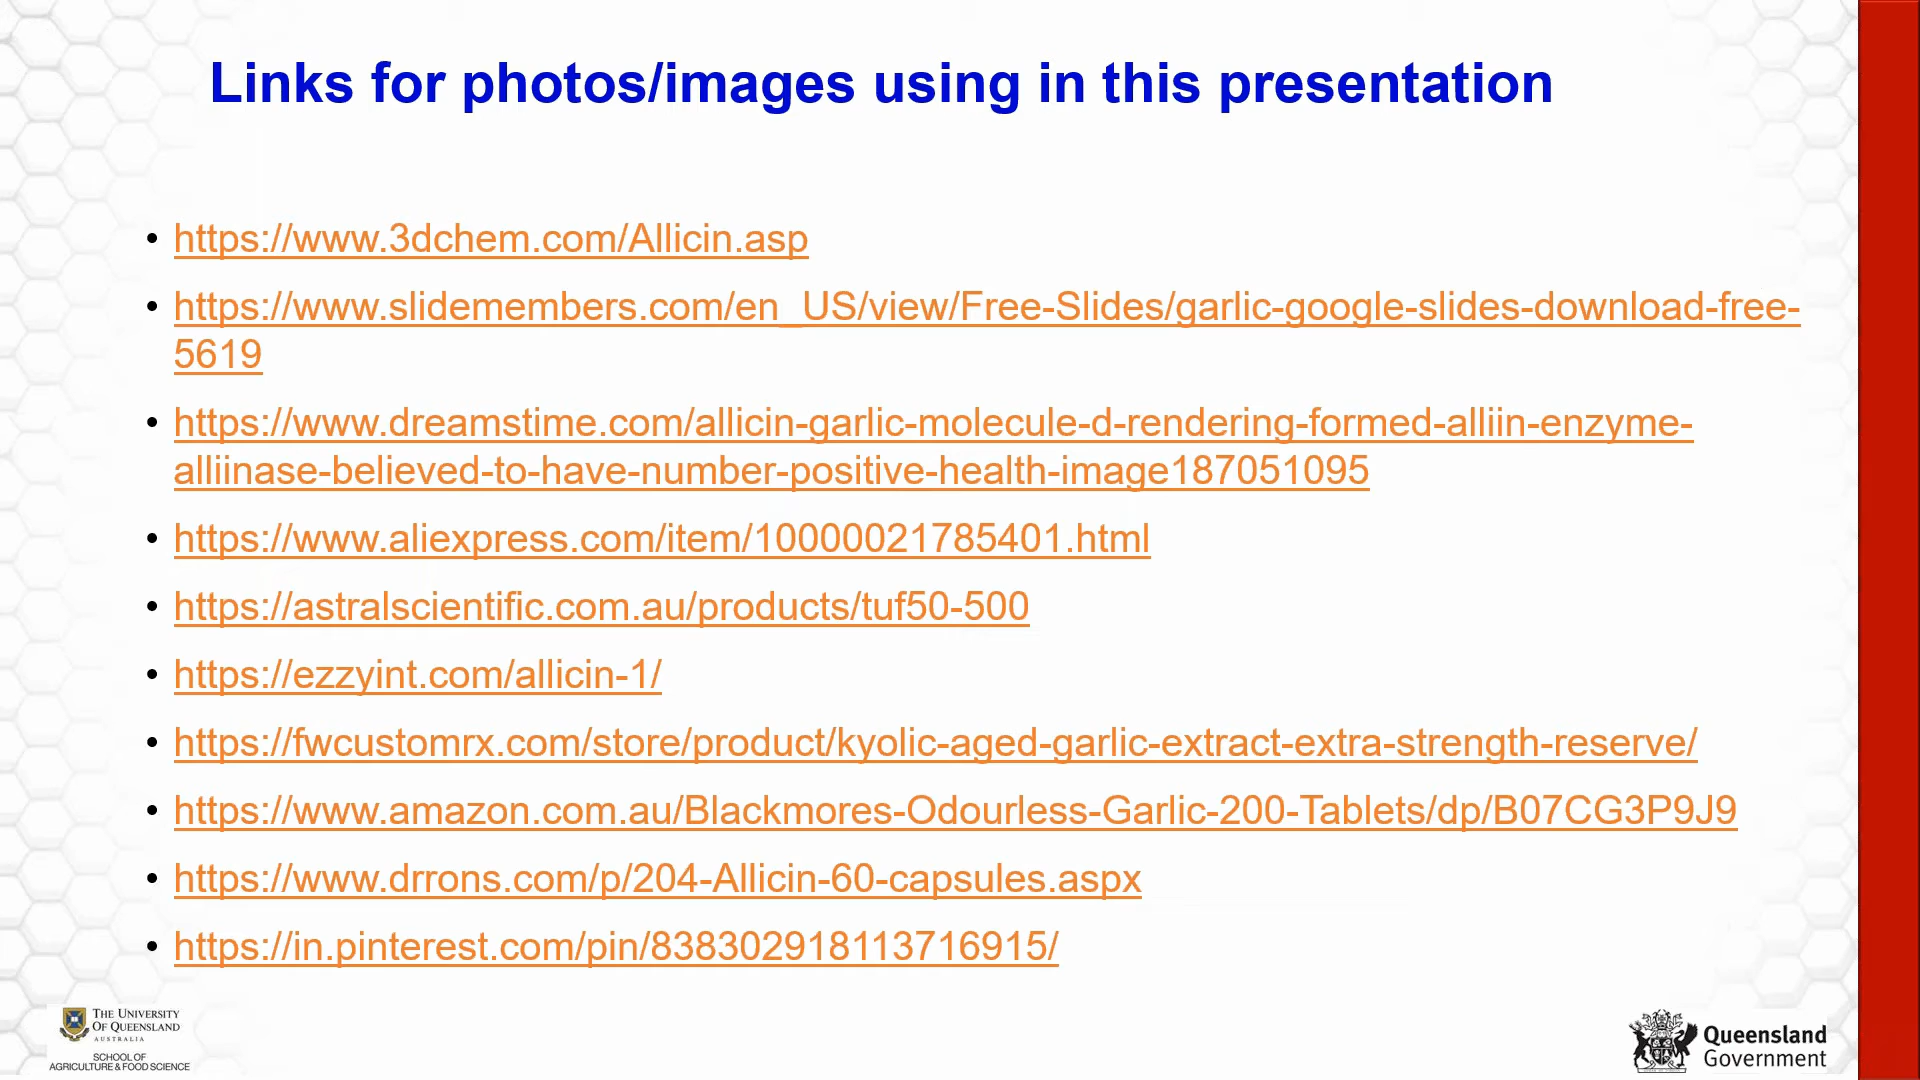 Links for photos/images using in this presentation
• https://www.3dchem.com/Allicin.asp
• https://www.slidemembers.com/en_US/view/Free-Slides/garlic-google-slides-download-free-
5619
• https://www.dreamstime.com/allicin-garlic-molecule-d-rendering-formed-alliin-enzyme-
alliinase-believed-to-have-number-positive-health-image187051095
• https://www.aliexpress.com/item/10000021785401.html
• https://astralscientific.com.au/products/tuf50-500
• https://ezzyint.com/allicin-1/
• https://fwcustomrx.com/store/product/kyolic-aged-garlic-extract-extra-strength-reserve/
• https://www.amazon.com.au/Blackmores-Odourless-Garlic-200-Tablets/dp/B07CG3P9J9
• https://www.drrons.com/p/204-Allicin-60-capsules.aspx
• https://in.pinterest.com/pin/838302918113716915/
THE UNIVERSITY
OF QUEENSLAND
AUSTRALIA
SCHOOL OF
AGRICULTURE & FOOD SCIENCE
Queensland
Government